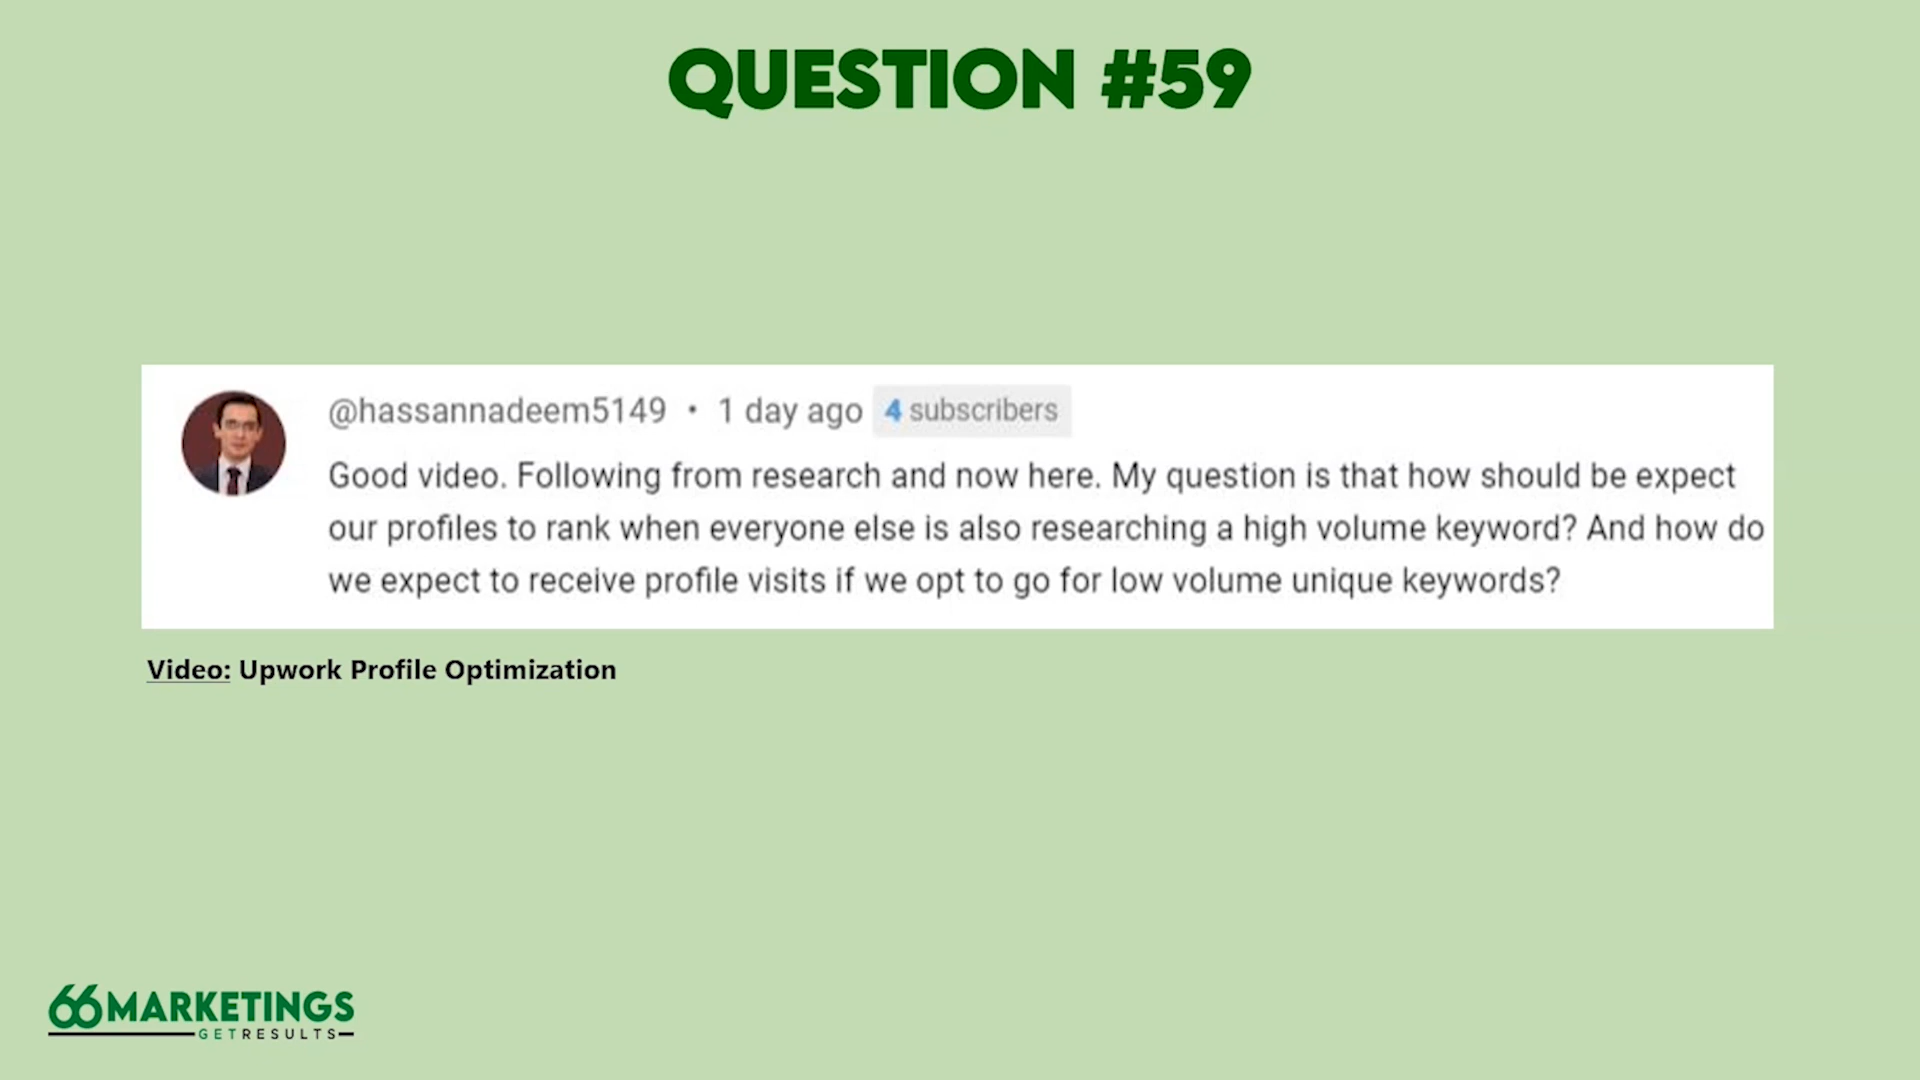 QUESTION #59
@hassannadeem5149 • 1 day ago 4 subscribers
Good video. Following from research and now here. My question is that how should be expect
our profiles to rank when everyone else is also researching a high volume keyword? And how do
we expect to receive profile visits if we opt to go for low volume unique keywords?
Video: Upwork Profile Optimization
66MARKETINGS
GETRESULTS